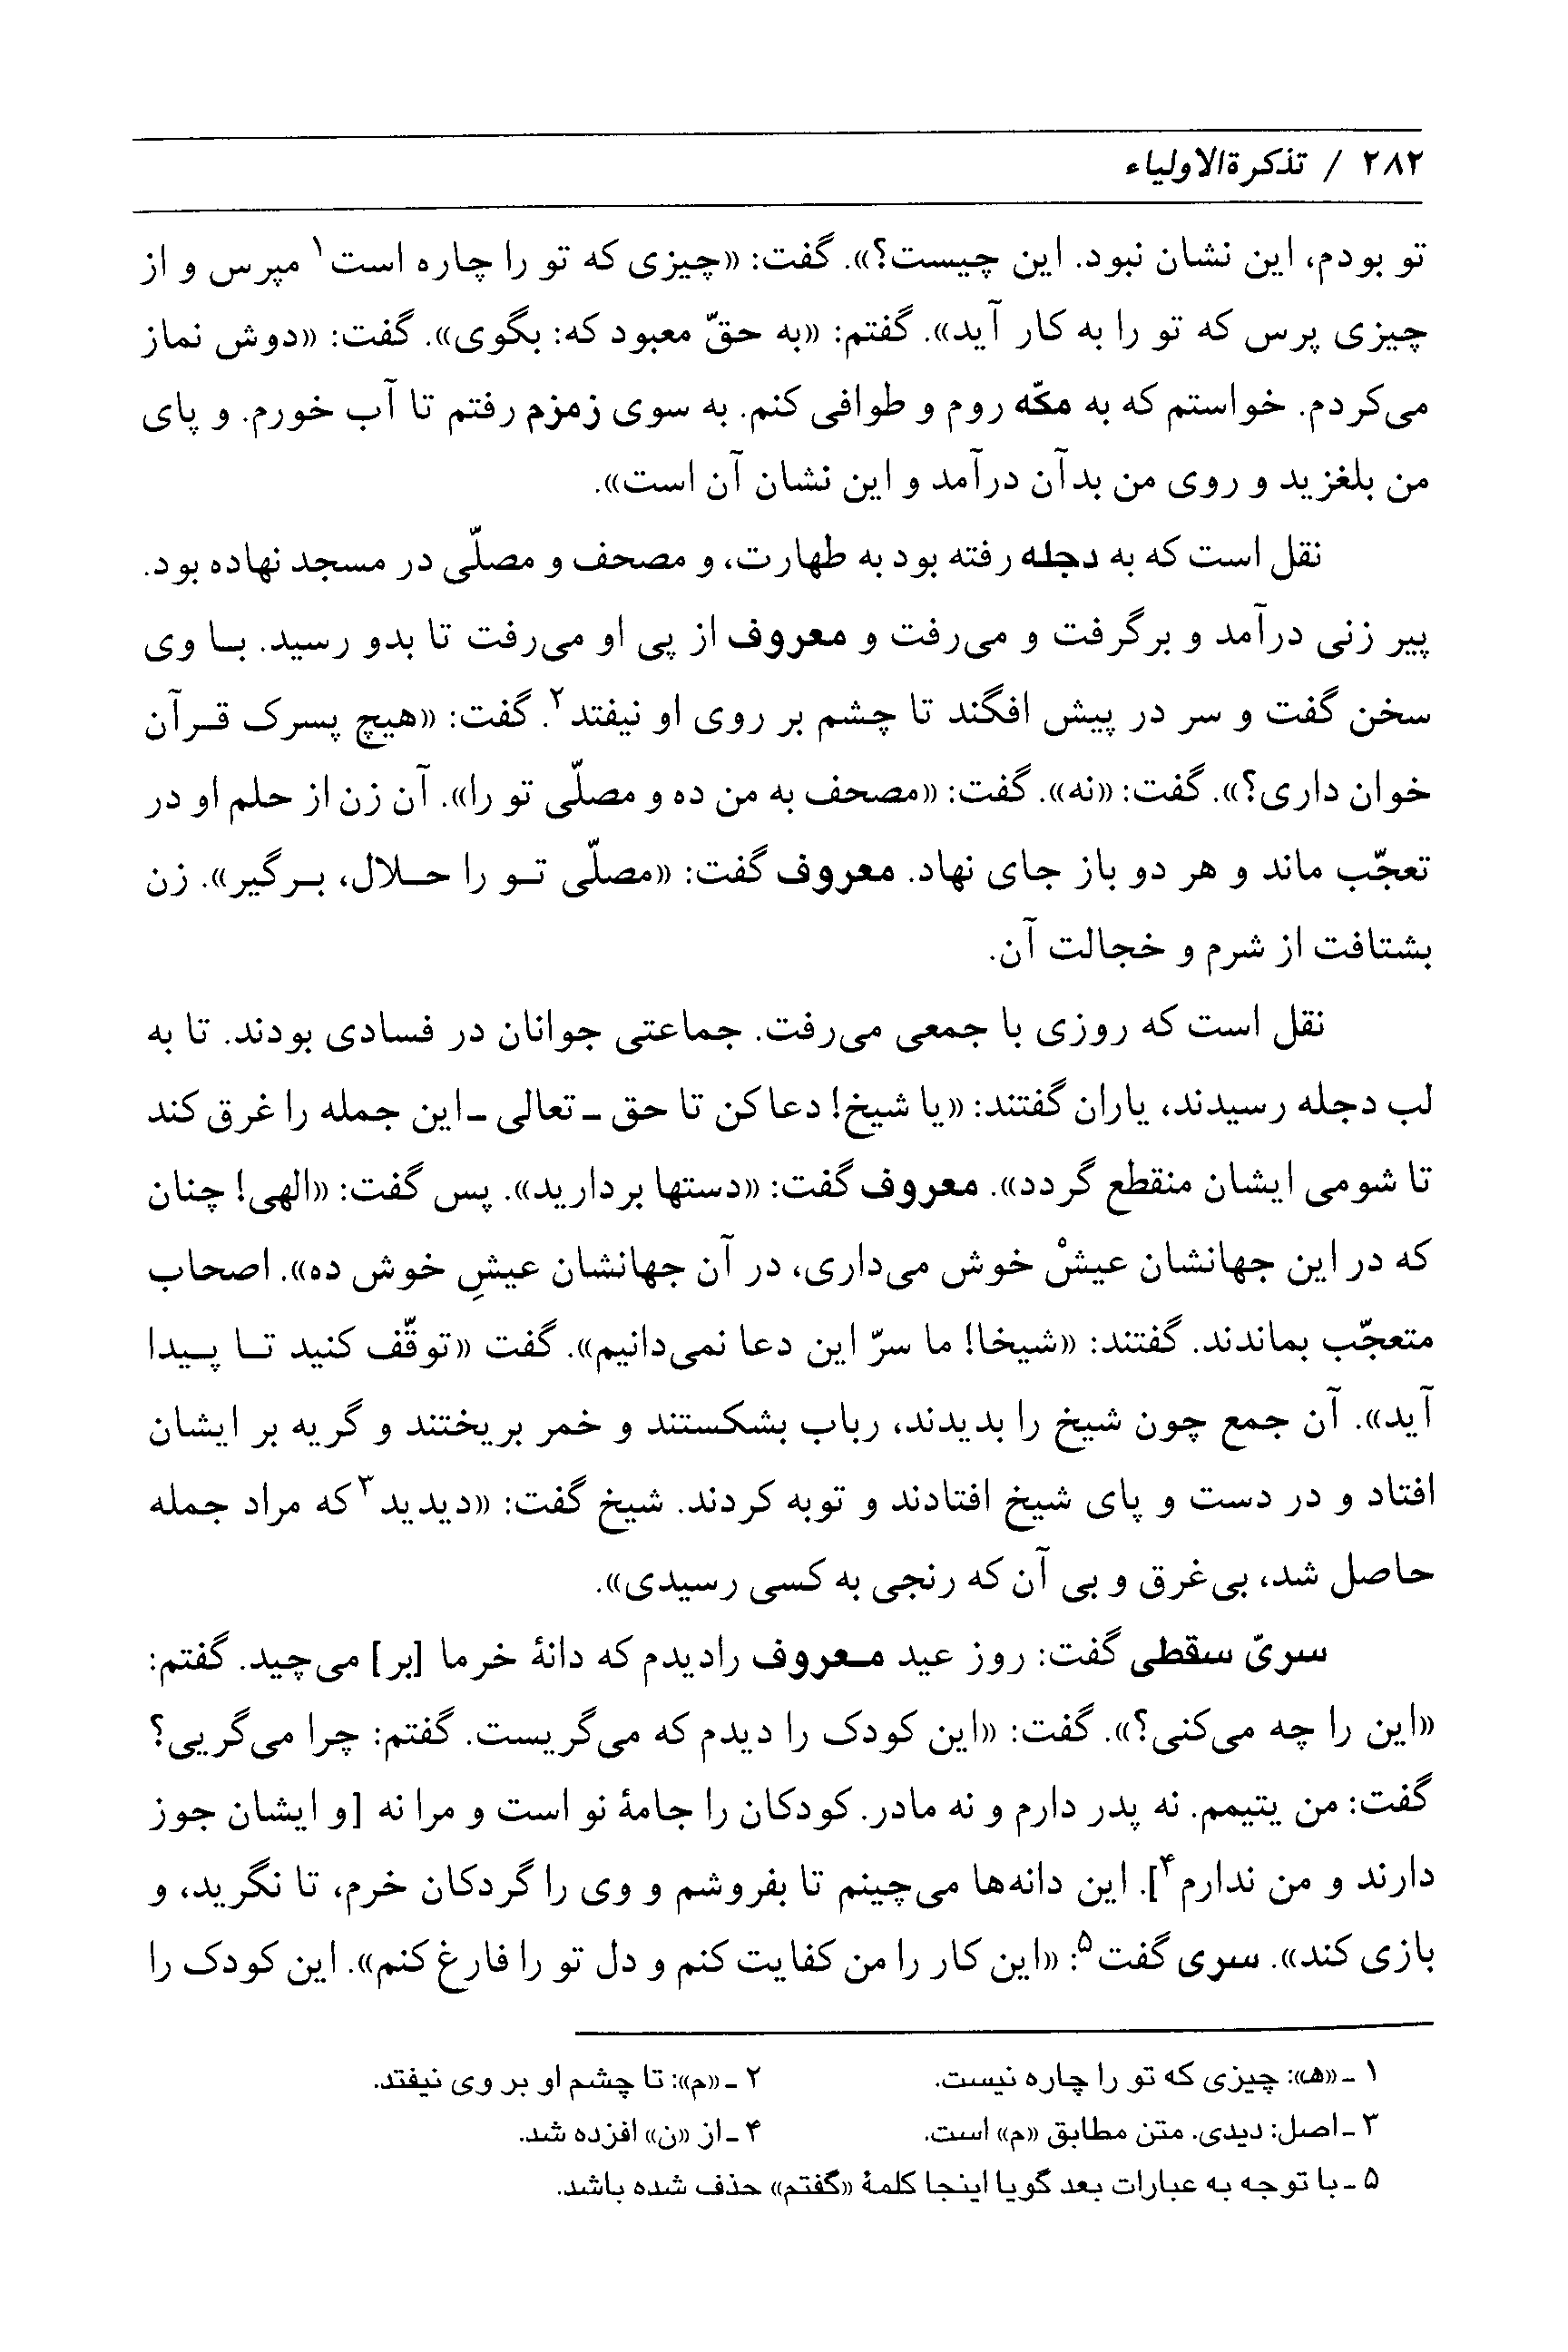 ۲۸۲ / تذکرةالاولیاء
تو بودم، این نشان نبود. این چیست؟». گفت: «چیزی که تو را چاره است۱ مپرس و از
چیزی پرس که تو را به کار آید». گفتم: «به حقّ معبود که: بگوی». گفت: «دوش نماز
می‌کردم. خواستم که به مکّه روم و طوافی کنم. به سوی زمزم رفتم تا آب خورم. و پای
من بلغزید و روی من بدآن درآمد و این نشان آن است».
نقل است که به دجله رفته بود به طهارت، و مصحف و مصلّی در مسجد نهاده بود.
پیر زنی درآمد و برگرفت و می‌رفت و معروف از پی او می‌رفت تا بدو رسید. بـا وی
سخن گفت و سر در پیش افگند تا چشم بر روی او نیفتد۲. گفت: «هیچ پسرک قـرآن
خوان داری؟». گفت: «نه». گفت: «مصحف به من ده و مصلّی تو را». آن زن از حلم او در
تعجّب ماند و هر دو باز جای نهاد. معروف گفت: «مصلّی تـو را حـلال، بـرگیر». زن
بشتافت از شرم و خجالت آن.
نقل است که روزی با جمعی می‌رفت. جماعتی جوانان در فسادی بودند. تا به
لب دجله رسیدند، یاران گفتند: «یا شیخ! دعا کن تا حق ـ تعالی ـ این جمله را غرق کند
تا شومی ایشان منقطع گردد». معروف گفت: «دستها بردارید». پس گفت: «الهی! چنان
که در این جهانشان عیشْ خوش می‌داری، در آن جهانشان عیشِ خوش ده». اصحاب
متعجّب بماندند. گفتند: «شیخا! ما سرّ این دعا نمی‌دانیم». گفت «توقّف کنید تـا پـیدا
آید». آن جمع چون شیخ را بدیدند، رباب بشکستند و خمر بریختند و گریه بر ایشان
افتاد و در دست و پای شیخ افتادند و توبه کردند. شیخ گفت: «دیدید۳ که مراد جمله
حاصل شد، بی‌غرق و بی آن که رنجی به کسی رسیدی».
سریّ سقطی گفت: روز عید مـعروف رادیدم که دانهٔ خرما [بر] می‌چید. گفتم:
«این را چه می‌کنی؟». گفت: «این کودک را دیدم که می‌گریست. گفتم: چرا می‌گریی؟
گفت: من یتیمم. نه پدر دارم و نه مادر. کودکان را جامهٔ نو است و مرا نه [و ایشان جوز
دارند و من ندارم۴]. این دانه‌ها می‌چینم تا بفروشم و وی را گردکان خرم، تا نگرید، و
بازی کند». سری گفت۵: «این کار را من کفایت کنم و دل تو را فارغ کنم». این کودک را
۱ ـ «هـ»: چیزی که تو را چاره نیست.    ۲ ـ «م»: تا چشم او بر وی نیفتد.
۳ ـ اصل: دیدی. متن مطابق «م» است.    ۴ ـ از «ن» افزده شد.
۵ ـ با توجه به عبارات بعد گویا اینجا کلمهٔ «گفتم» حذف شده باشد.